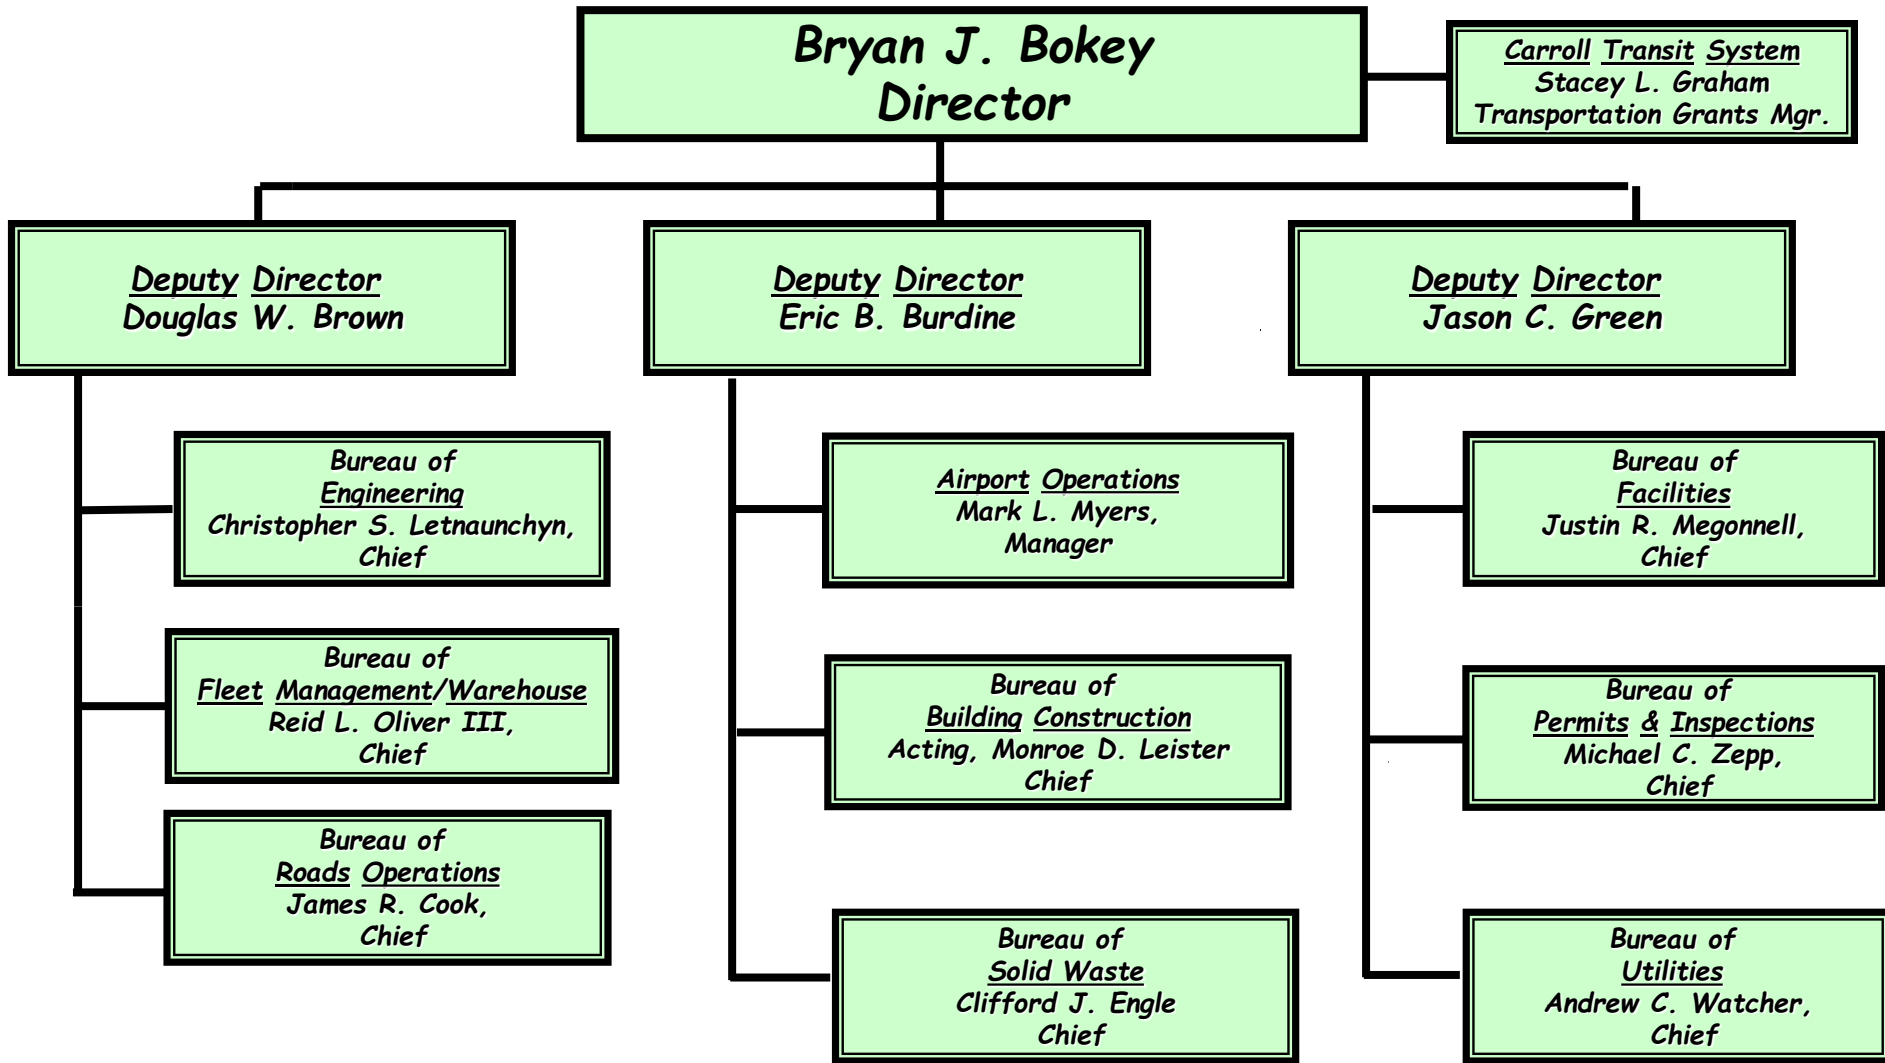 Bryan J. Bokey
Director
Carroll Transit System
Stacey L. Graham
Transportation Grants Mgr.
Deputy Director
Douglas W. Brown
Deputy Director
Eric B. Burdine
Deputy Director
Jason C. Green
Bureau of
Engineering
Christopher S. Letnaunchyn,
Chief
Bureau of
Fleet Management/Warehouse
Reid L. Oliver III,
Chief
Bureau of
Roads Operations
James R. Cook,
Chief
Airport Operations
Mark L. Myers,
Manager
Bureau of
Building Construction
Acting, Monroe D. Leister
Chief
Bureau of
Solid Waste
Clifford J. Engle
Chief
Bureau of
Facilities
Justin R. Megonnell,
Chief
Bureau of
Permits & Inspections
Michael C. Zepp,
Chief
Bureau of
Utilities
Andrew C. Watcher,
Chief